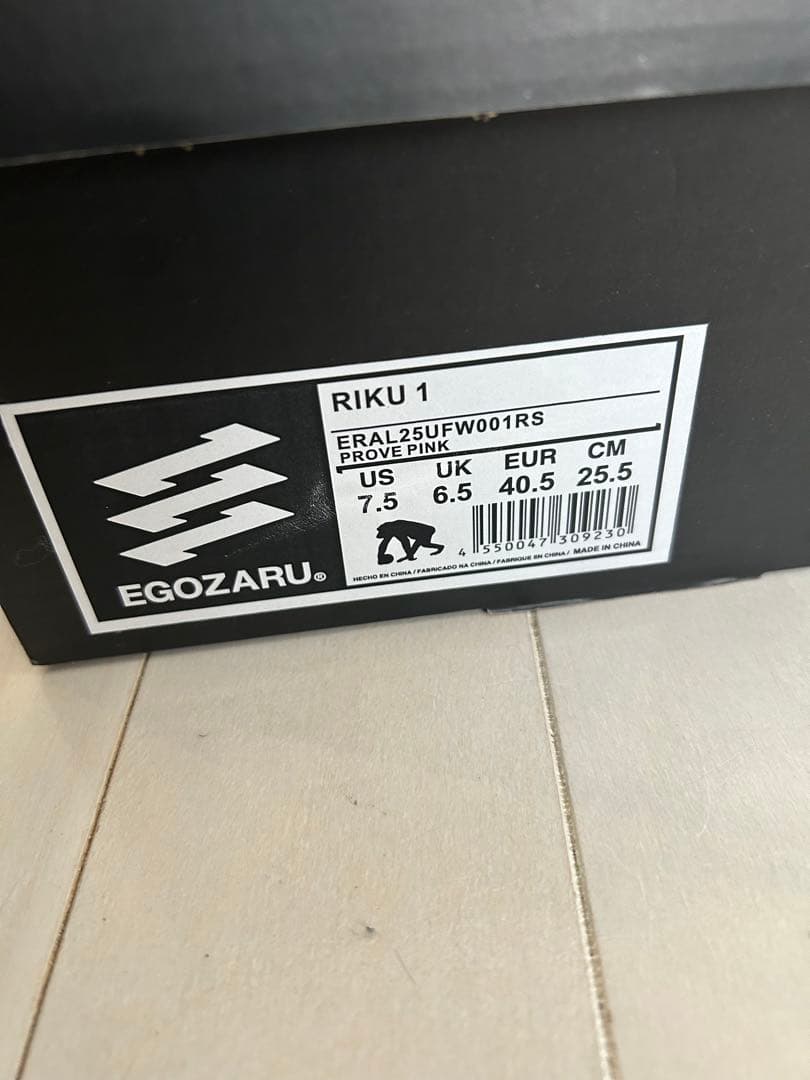 RIKU 1
ERAL25UFW001RS
PROVE PINK
US UK EUR CM
7.5 6.5 40.5 25.5
4 550047 309230
HECHO EN CHINA / FABRICADO NA CHINA / FABRIQUE EN CHINA / MADE IN CHINA
EGOZARU®